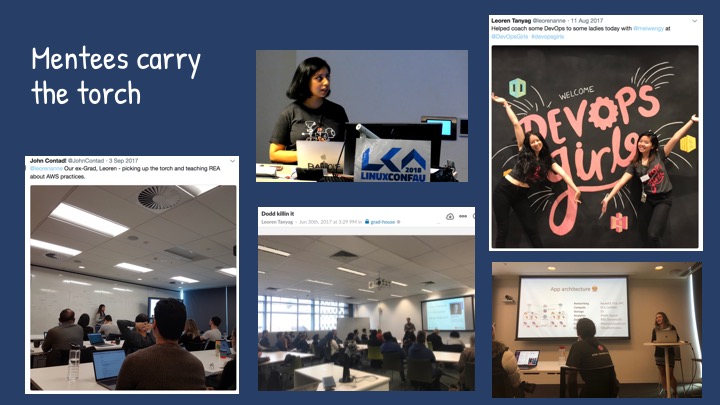 Mentees carry
the torch
Leoren Tanyag @leorenanne · 11 Aug 2017
Helped coach some DevOps to some ladies today with @meiwengy at
@DevOpsGirls #devopsgirls
WELCOME
DEVOPS
girls
LCA
2018
LINUXCONFAU
John Contad! @JohnContad · 3 Sep 2017
@leorenanne Our ex-Grad, Leoren - picking up the torch and teaching REA
about AWS practices.
Dodd killin it
Leoren Tanyag – Jun 20th, 2017 at 3:29 PM in grad-house
App architecture